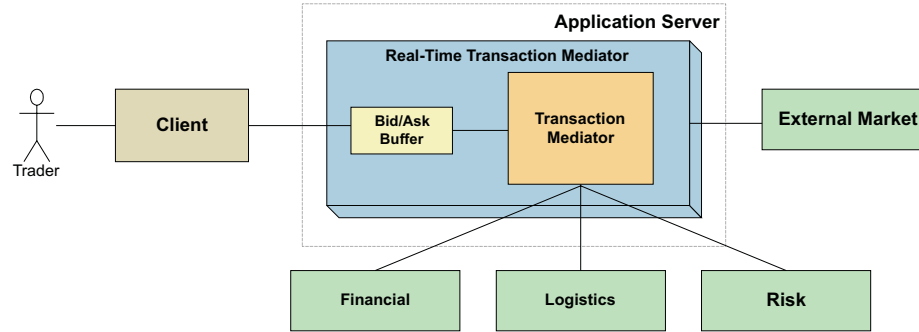 Application Server
Real-Time Transaction Mediator
Trader
Client
Bid/Ask
Buffer
Transaction
Mediator
External Market
Financial
Logistics
Risk